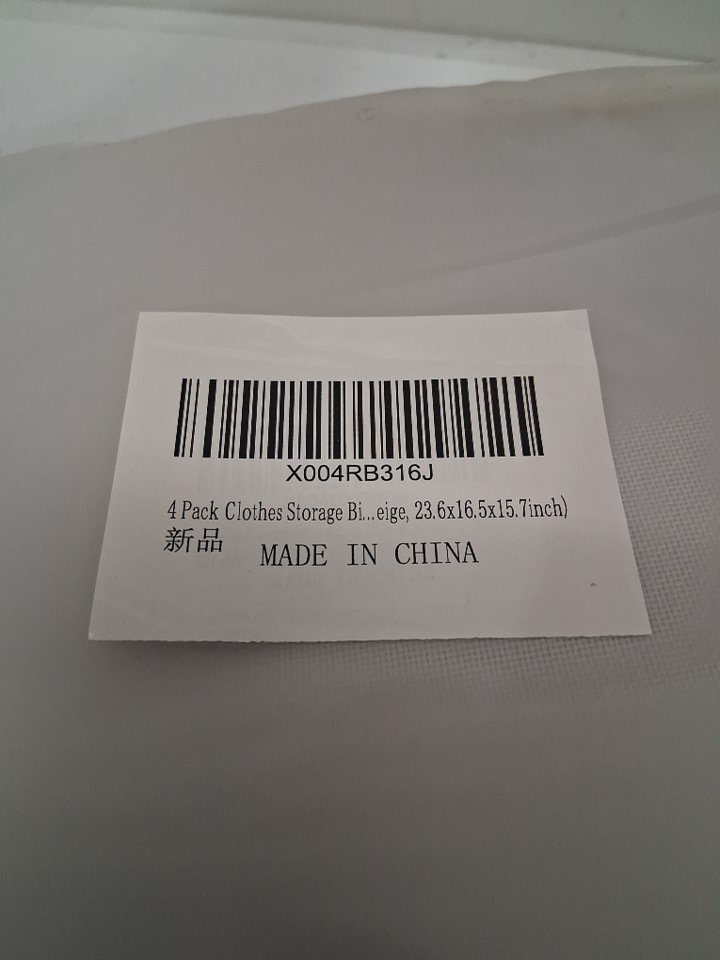 X004RB316J
4 Pack Clothes Storage Bi...eige, 23.6x16.5x15.7inch)
新品 MADE IN CHINA